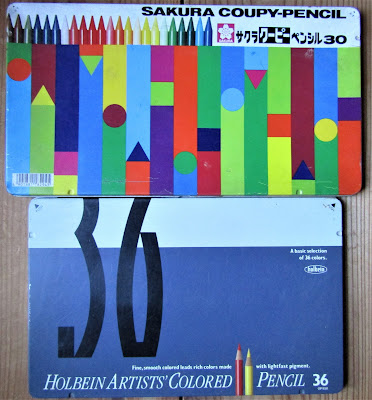 SAKURA COUPY-PENCIL
サクラクーピーペンシル30
36
A basic selection
of 36 colors.
holbein
Fine, smooth colored leads rich colors made with lightfast pigment.
HOLBEIN ARTISTS' COLORED PENCIL 36